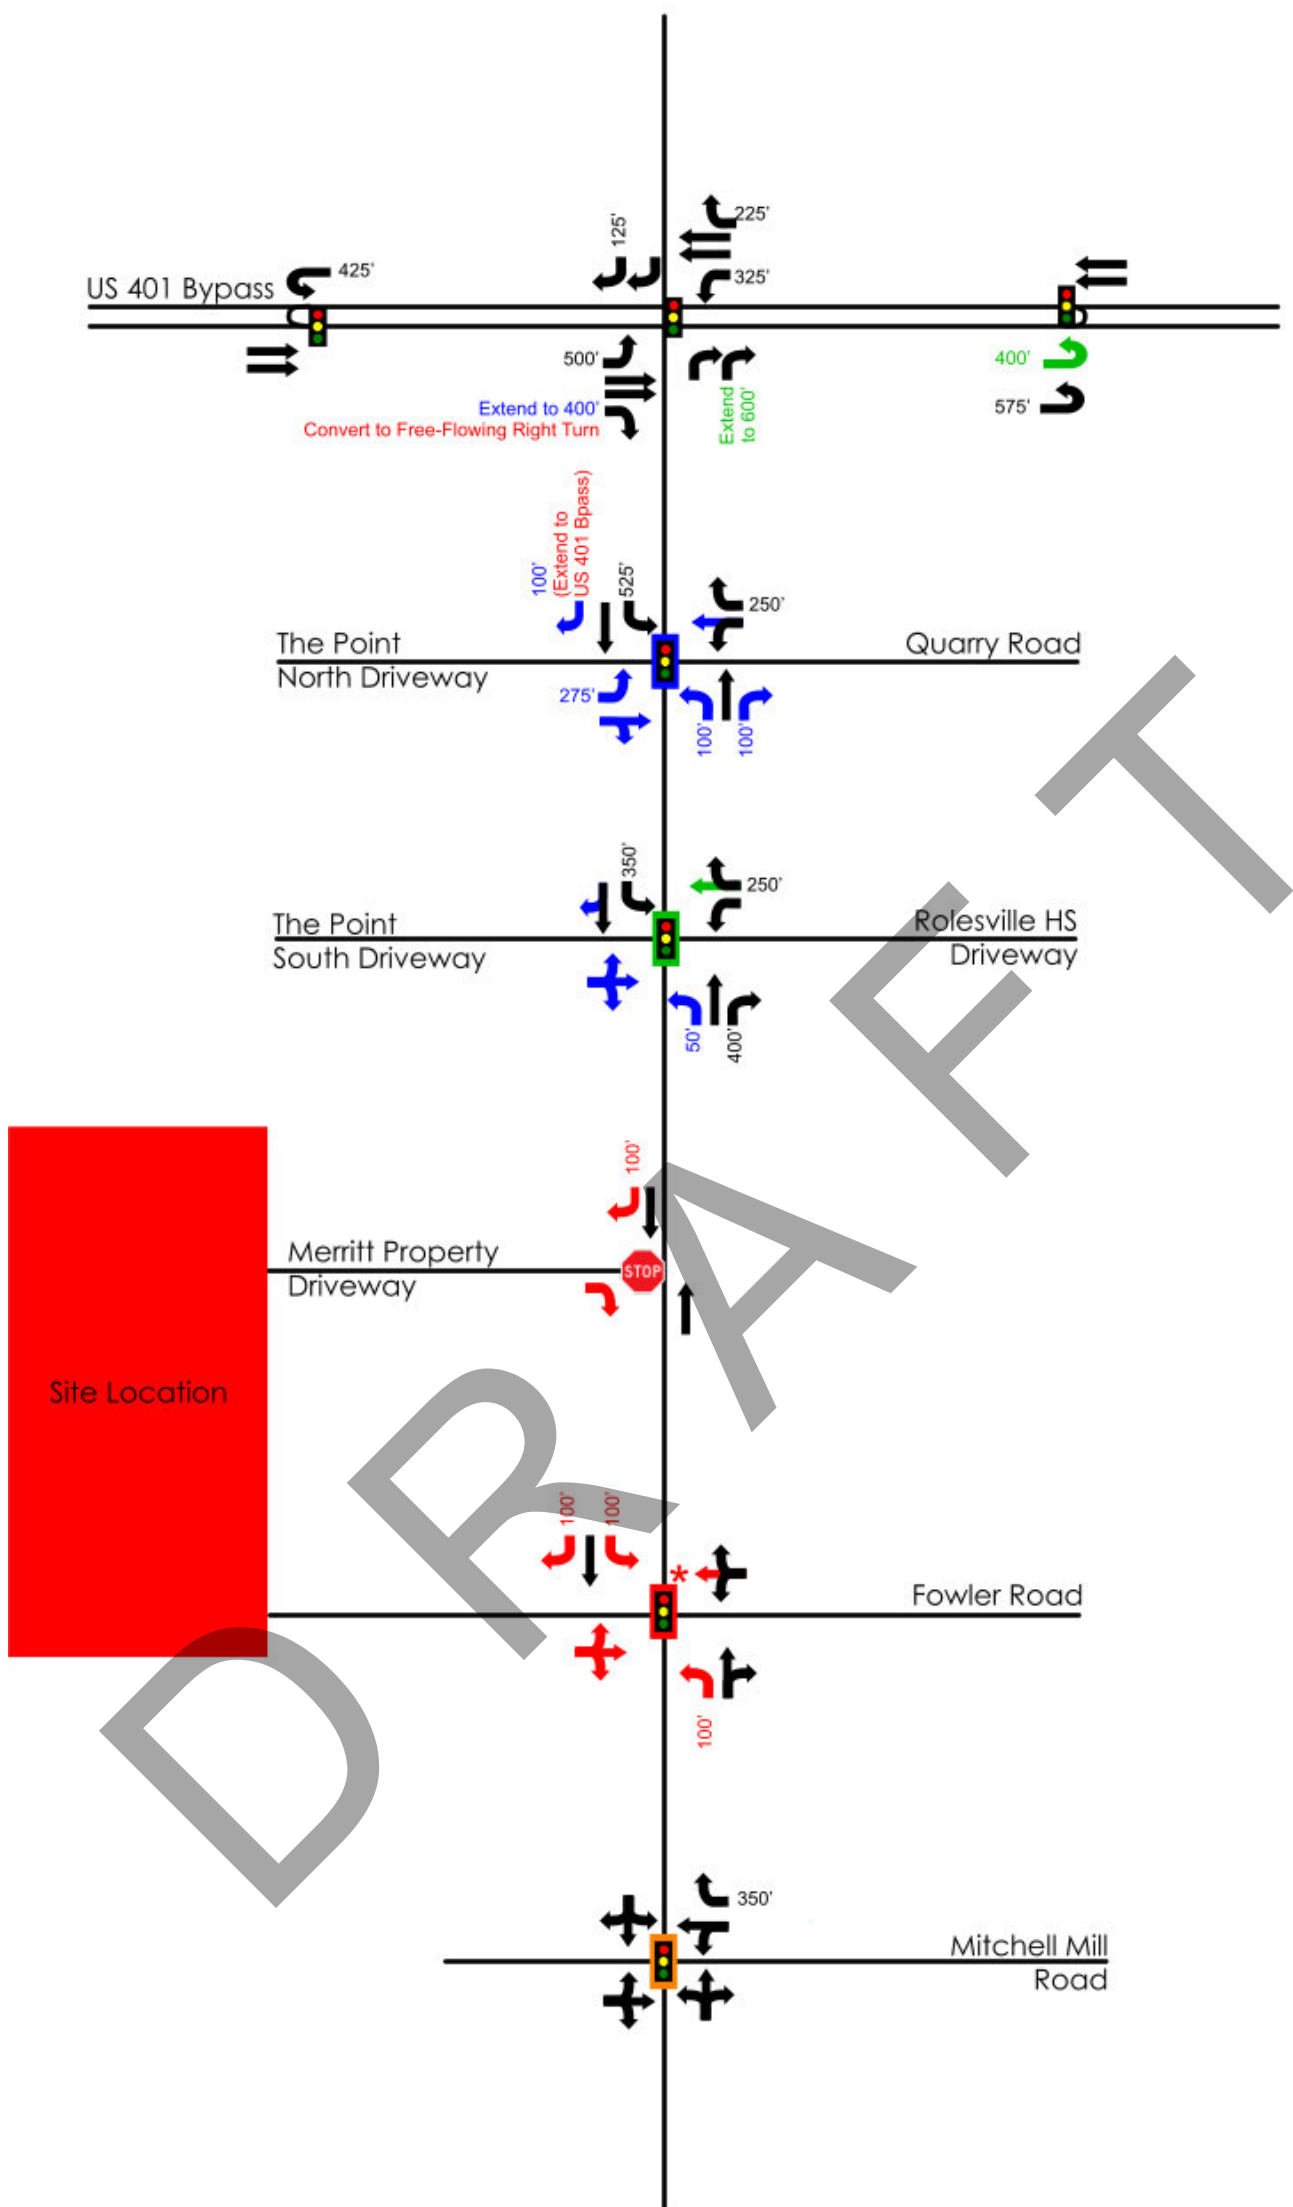 225'
125'
325'
425'
US 401 Bypass
500'
400'
Extend to 400'
575'
Convert to Free-Flowing Right Turn
Extend
to 600'
100'
(Extend to
US 401 Bpass)
525'
250'
The Point
North Driveway
Quarry Road
275'
100'
100'
350'
250'
The Point
South Driveway
Rolesville HS
Driveway
50'
400'
100'
Merritt Property
Driveway
STOP
Site Location
100'
100'
*
Fowler Road
100'
350'
Mitchell Mill
Road
DRAFT